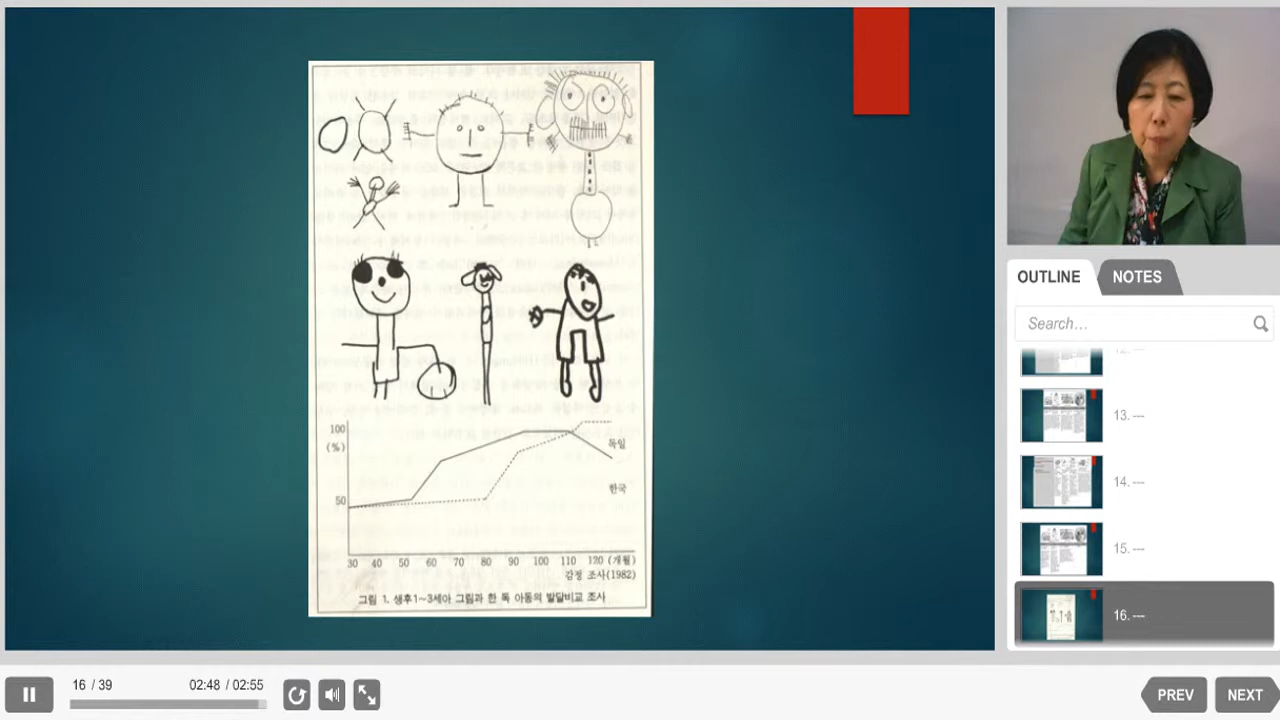 100
(%)
독일
한국
50
30 40 50 60 70 80 90 100 110 120 (개월)
감정 조사(1982)
그림 1. 생후1~3세아 그림과 한 독 아동의 발달비교 조사
OUTLINE
NOTES
Search...
12. ---
13. ---
14. ---
15. ---
16. ---
16 / 39
02:48 / 02:55
PREV
NEXT